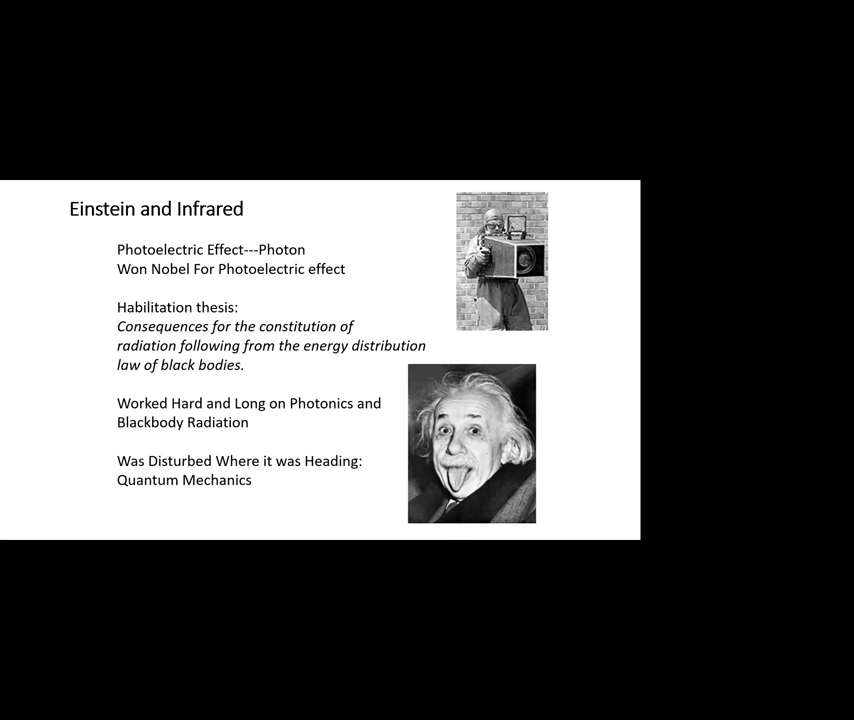 Einstein and Infrared
Photoelectric Effect---Photon
Won Nobel For Photoelectric effect
Habilitation thesis:
Consequences for the constitution of
radiation following from the energy distribution
law of black bodies.
Worked Hard and Long on Photonics and
Blackbody Radiation
Was Disturbed Where it was Heading:
Quantum Mechanics